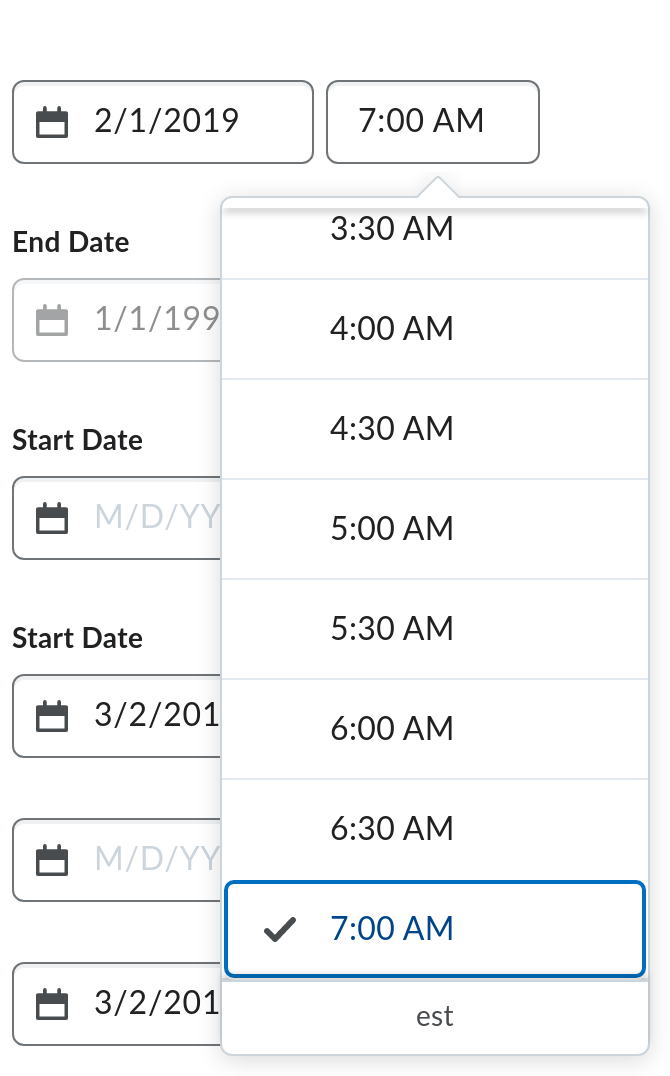 2/1/2019 7:00 AM
3:30 AM
End Date
1/1/199
4:00 AM
4:30 AM
Start Date
M/D/YY
5:00 AM
5:30 AM
Start Date
3/2/201
6:00 AM
6:30 AM
M/D/YY
7:00 AM
3/2/201
est